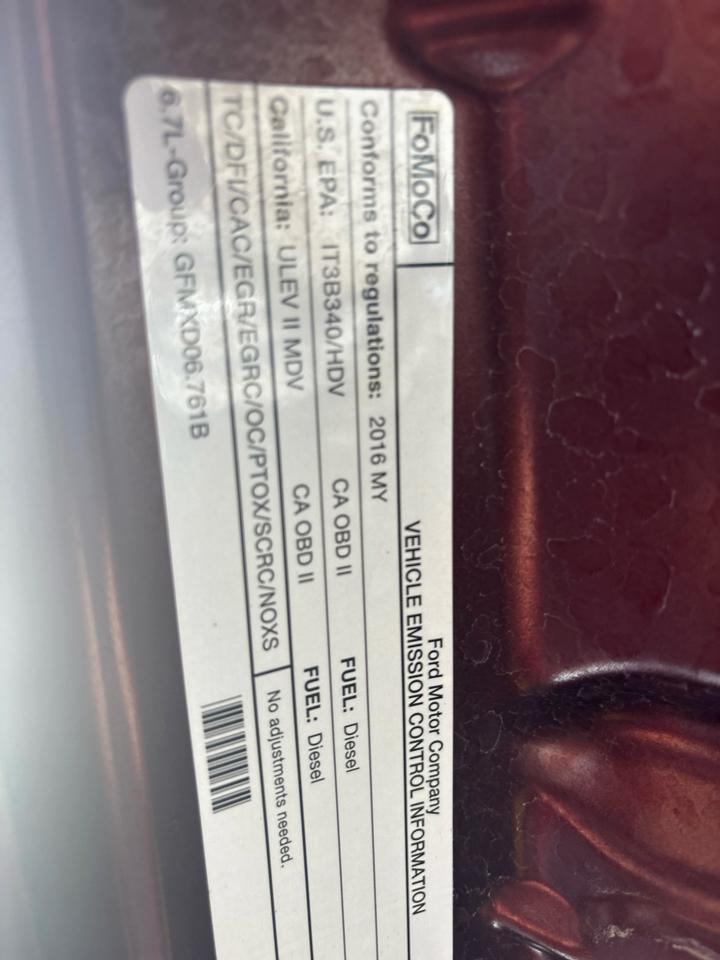 FoMoCo
Ford Motor Company
VEHICLE EMISSION CONTROL INFORMATION
Conforms to regulations: 2016 MY
U.S. EPA: IT3B340/HDV CA OBD II FUEL: Diesel
California: ULEV II MDV CA OBD II FUEL: Diesel
TC/DFI/CAC/EGR/EGRC/OC/PTOX/SCRC/NOXS No adjustments needed.
6.7L-Group: GFMXD06.761B